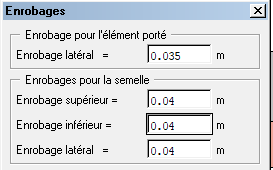 Enrobages
Enrobage pour l'élément porté
Enrobage latéral = 0.035 m
Enrobages pour la semelle
Enrobage supérieur = 0.04 m
Enrobage inférieur = 0.04 m
Enrobage latéral = 0.04 m